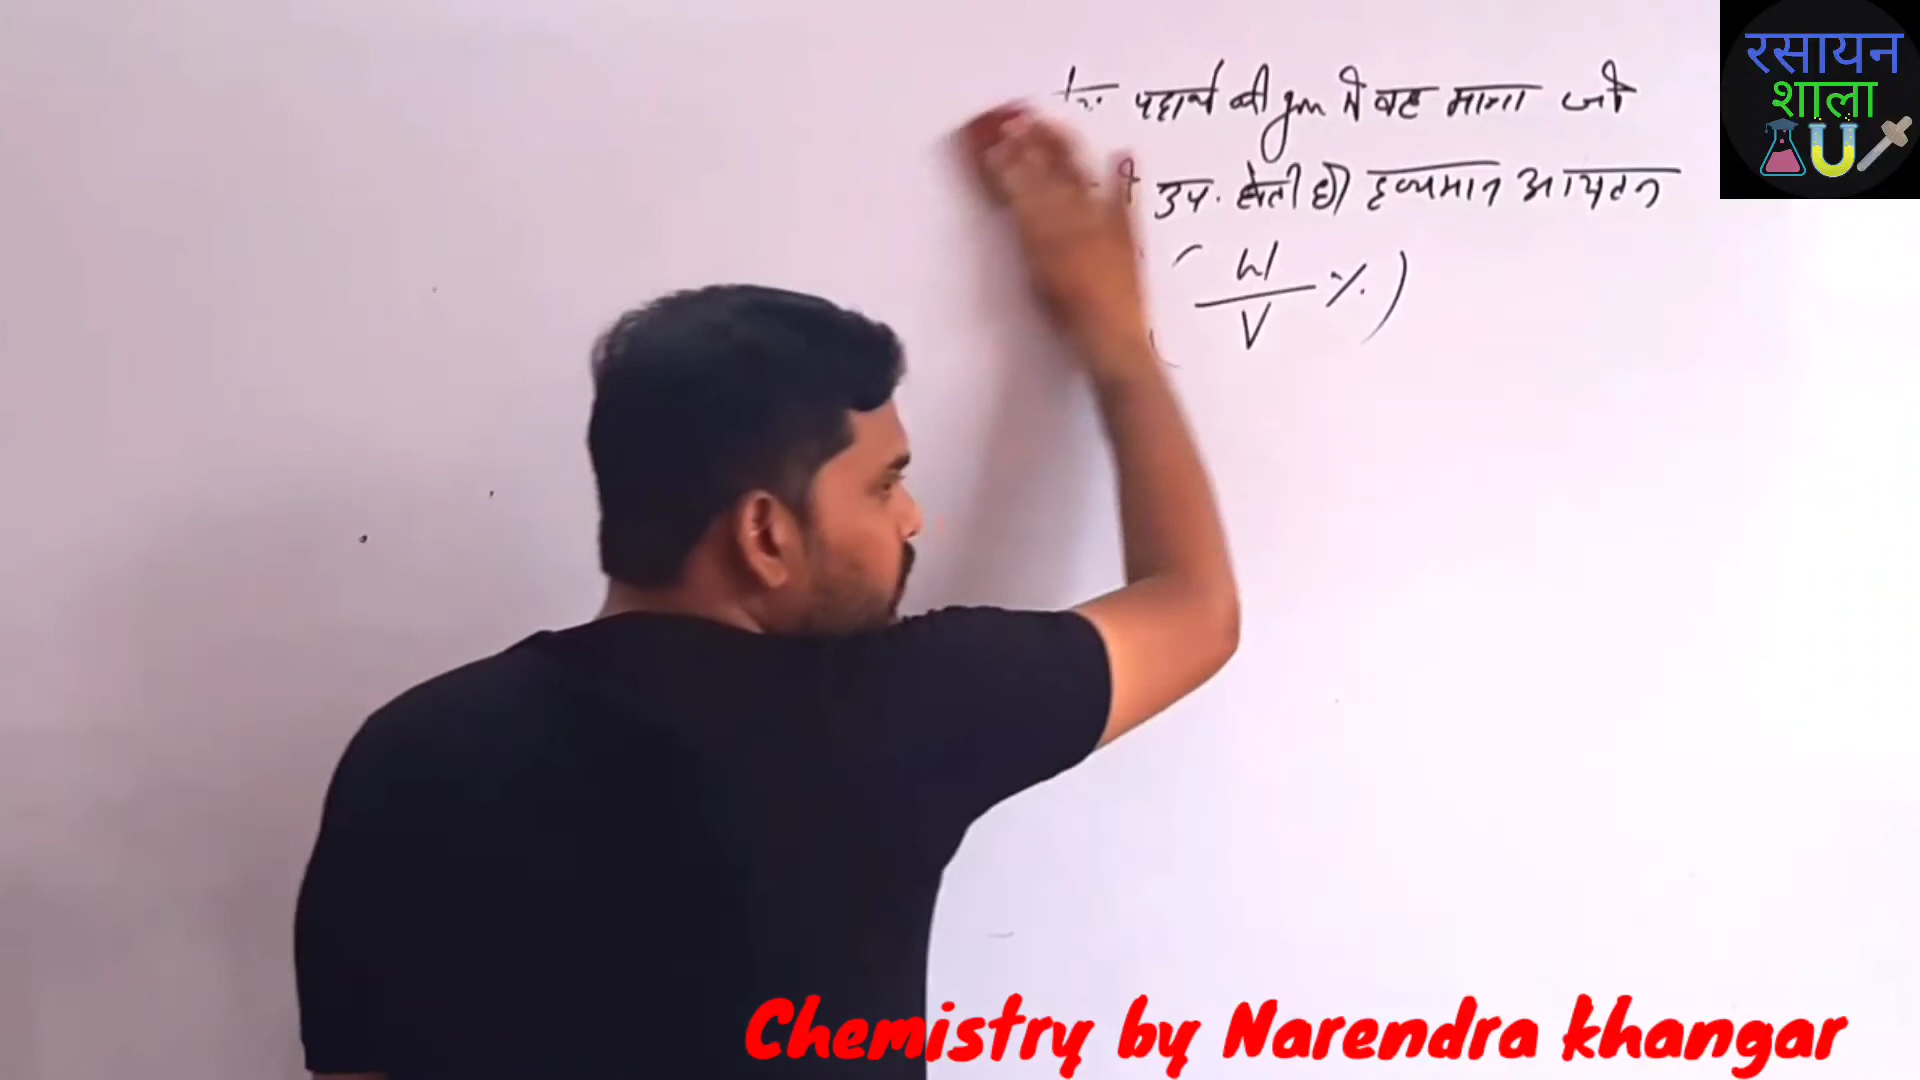 पदार्थ की gm में वह मात्रा जो
उप. होती हो द्रव्यमान आयतन
( W/V %)
रसायन
शाला
Chemistry by Narendra khangar